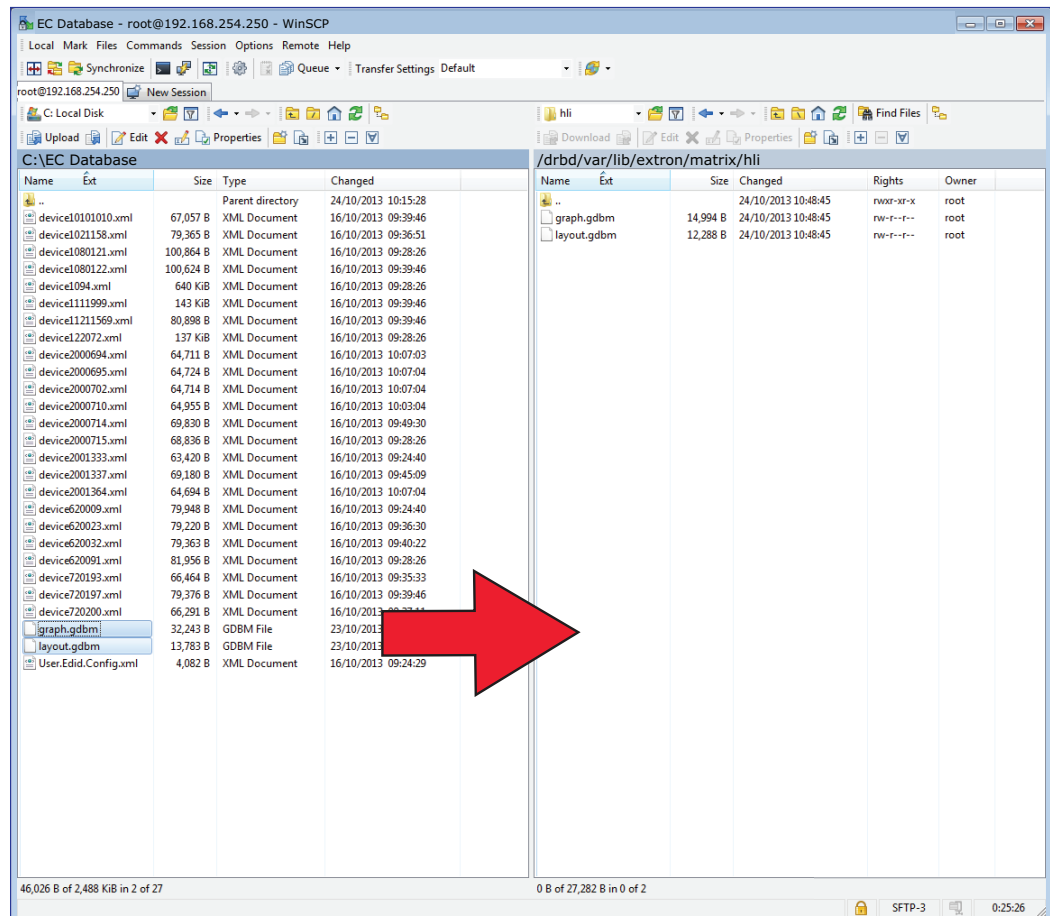 EC Database - root@192.168.254.250 - WinSCP
Local Mark Files Commands Session Options Remote Help
Synchronize Queue Transfer Settings Default
root@192.168.254.250 New Session
C: Local Disk hli Find Files
Upload Edit Properties Download Edit Properties
C:\EC Database /drbd/var/lib/extron/matrix/hli
Name Ext Size Type Changed Name Ext Size Changed Rights Owner
.. Parent directory 24/10/2013 10:15:28 .. 24/10/2013 10:48:45 rwxr-xr-x root
device10101010.xml 67,057 B XML Document 16/10/2013 09:39:46 graph.gdbm 14,994 B 24/10/2013 10:48:45 rw-r--r-- root
device1021158.xml 79,365 B XML Document 16/10/2013 09:36:51 layout.gdbm 12,288 B 24/10/2013 10:48:45 rw-r--r-- root
device1080121.xml 100,864 B XML Document 16/10/2013 09:28:26
device1080122.xml 100,624 B XML Document 16/10/2013 09:39:46
device1094.xml 640 KiB XML Document 16/10/2013 09:28:26
device1111999.xml 143 KiB XML Document 16/10/2013 09:39:46
device11211569.xml 80,898 B XML Document 16/10/2013 09:39:46
device122072.xml 137 KiB XML Document 16/10/2013 09:28:26
device2000694.xml 64,711 B XML Document 16/10/2013 10:07:03
device2000695.xml 64,724 B XML Document 16/10/2013 10:07:04
device2000702.xml 64,714 B XML Document 16/10/2013 10:07:04
device2000710.xml 64,955 B XML Document 16/10/2013 10:03:04
device2000714.xml 69,830 B XML Document 16/10/2013 09:49:30
device2000715.xml 68,836 B XML Document 16/10/2013 09:28:26
device2001333.xml 63,420 B XML Document 16/10/2013 09:24:40
device2001337.xml 69,180 B XML Document 16/10/2013 09:45:09
device2001364.xml 64,694 B XML Document 16/10/2013 10:07:04
device620009.xml 79,948 B XML Document 16/10/2013 09:24:40
device620023.xml 79,220 B XML Document 16/10/2013 09:36:30
device620032.xml 79,363 B XML Document 16/10/2013 09:40:22
device620091.xml 81,956 B XML Document 16/10/2013 09:28:26
device720193.xml 66,464 B XML Document 16/10/2013 09:35:33
device720197.xml 79,376 B XML Document 16/10/2013 09:39:46
device720200.xml 66,291 B XML Document
graph.gdbm 32,243 B GDBM File
layout.gdbm 13,783 B GDBM File
User.Edid.Config.xml 4,082 B XML Document 16/10/2013 09:24:29
46,026 B of 2,488 KiB in 2 of 27 0 B of 27,282 B in 0 of 2
SFTP-3 0:25:26